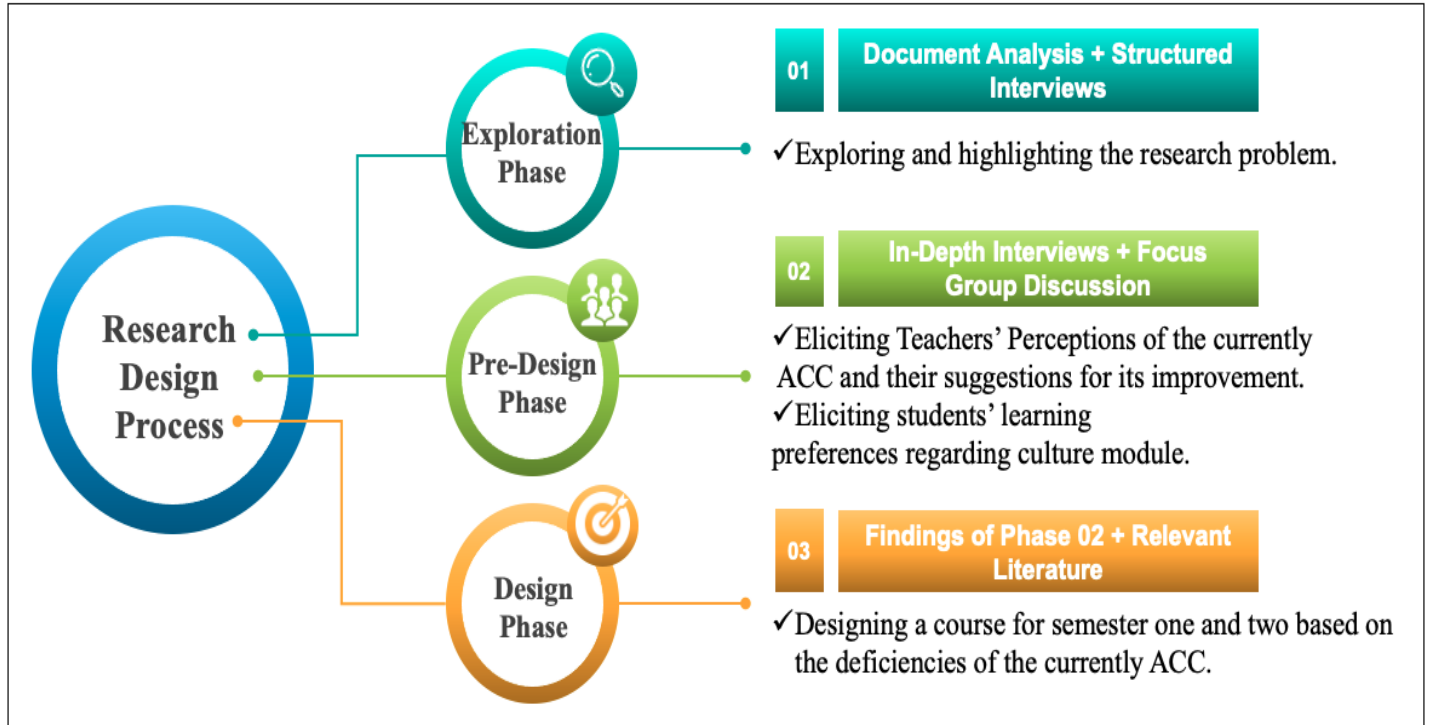 Research
Design
Process
Exploration
Phase
01
Document Analysis + Structured
Interviews
✓Exploring and highlighting the research problem.
Pre-Design
Phase
02
In-Depth Interviews + Focus
Group Discussion
✓Eliciting Teachers’ Perceptions of the currently
ACC and their suggestions for its improvement.
✓Eliciting students’ learning
preferences regarding culture module.
Design
Phase
03
Findings of Phase 02 + Relevant
Literature
✓Designing a course for semester one and two based on
the deficiencies of the currently ACC.